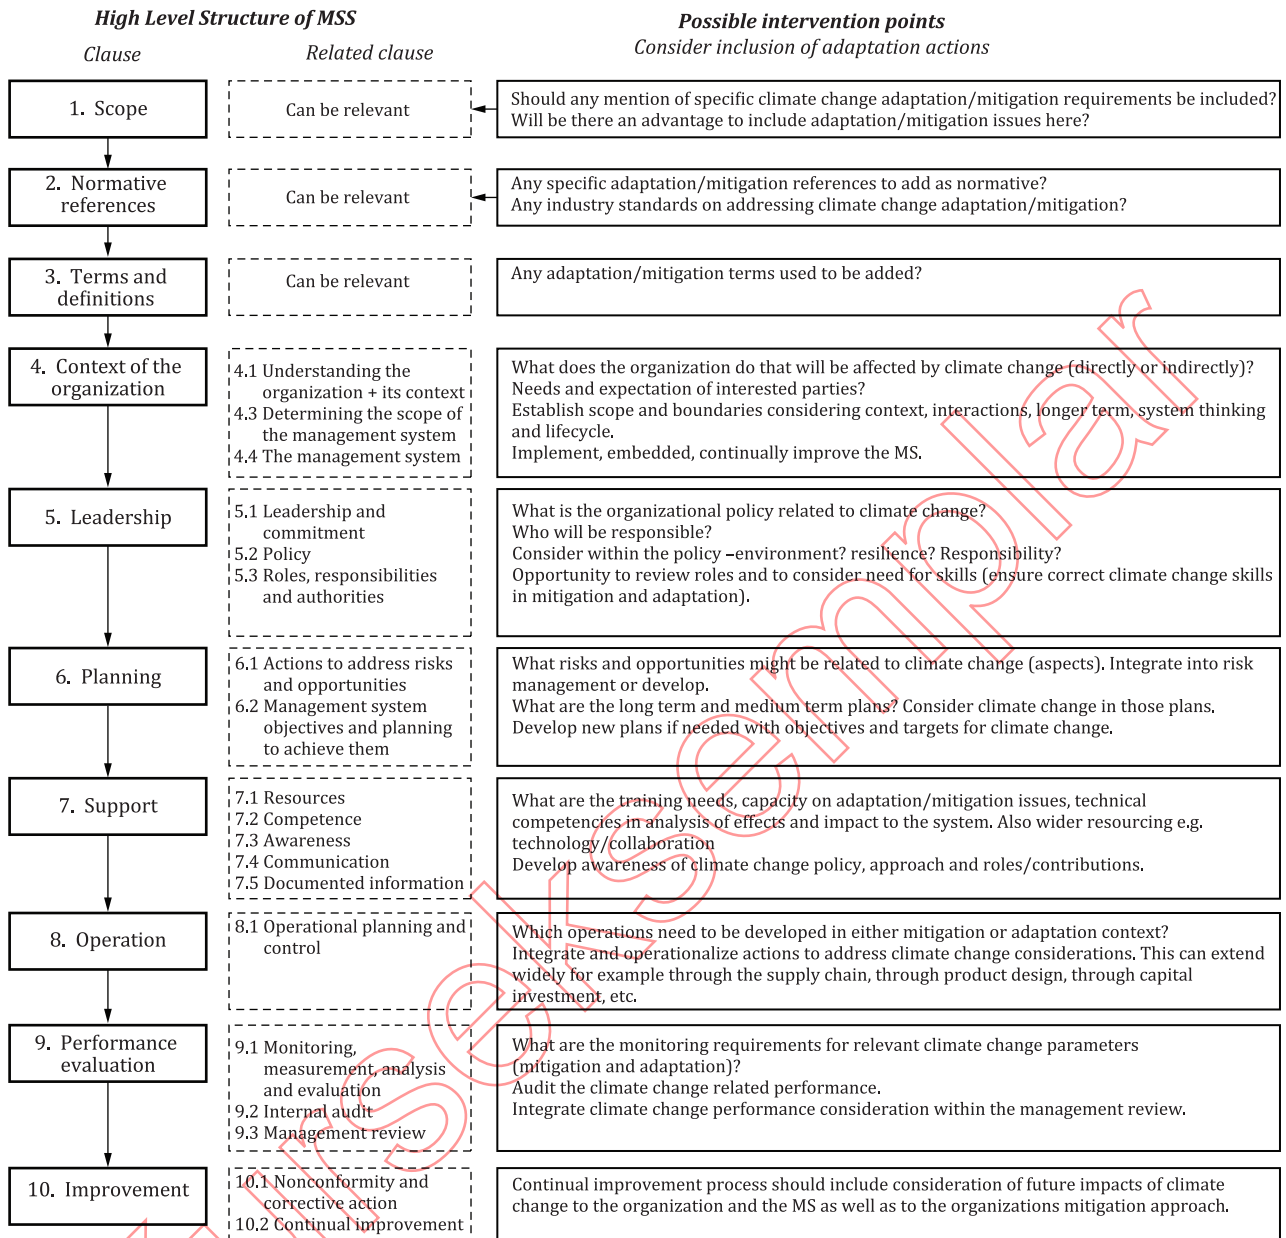 High Level Structure of MSS
Possible intervention points
Clause
Related clause
Consider inclusion of adaptation actions
1. Scope
Can be relevant
Should any mention of specific climate change adaptation/mitigation requirements be included?
Will be there an advantage to include adaptation/mitigation issues here?
2. Normative
references
Can be relevant
Any specific adaptation/mitigation references to add as normative?
Any industry standards on addressing climate change adaptation/mitigation?
3. Terms and
definitions
Can be relevant
Any adaptation/mitigation terms used to be added?
4. Context of the
organization
4.1 Understanding the
organization + its context
4.3 Determining the scope of
the management system
4.4 The management system
What does the organization do that will be affected by climate change (directly or indirectly)?
Needs and expectation of interested parties?
Establish scope and boundaries considering context, interactions, longer term, system thinking
and lifecycle.
Implement, embedded, continually improve the MS.
5. Leadership
5.1 Leadership and
commitment
5.2 Policy
5.3 Roles, responsibilities
and authorities
What is the organizational policy related to climate change?
Who will be responsible?
Consider within the policy –environment? resilience? Responsibility?
Opportunity to review roles and to consider need for skills (ensure correct climate change skills
in mitigation and adaptation).
6. Planning
6.1 Actions to address risks
and opportunities
6.2 Management system
objectives and planning
to achieve them
What risks and opportunities might be related to climate change (aspects). Integrate into risk
management or develop.
What are the long term and medium term plans? Consider climate change in those plans.
Develop new plans if needed with objectives and targets for climate change.
7. Support
7.1 Resources
7.2 Competence
7.3 Awareness
7.4 Communication
7.5 Documented information
What are the training needs, capacity on adaptation/mitigation issues, technical
competencies in analysis of effects and impact to the system. Also wider resourcing e.g.
technology/collaboration
Develop awareness of climate change policy, approach and roles/contributions.
8. Operation
8.1 Operational planning and
control
Which operations need to be developed in either mitigation or adaptation context?
Integrate and operationalize actions to address climate change considerations. This can extend
widely for example through the supply chain, through product design, through capital
investment, etc.
9. Performance
evaluation
9.1 Monitoring,
measurement, analysis
and evaluation
9.2 Internal audit
9.3 Management review
What are the monitoring requirements for relevant climate change parameters
(mitigation and adaptation)?
Audit the climate change related performance.
Integrate climate change performance consideration within the management review.
10. Improvement
10.1 Nonconformity and
corrective action
10.2 Continual improvement
Continual improvement process should include consideration of future impacts of climate
change to the organization and the MS as well as to the organizations mitigation approach.